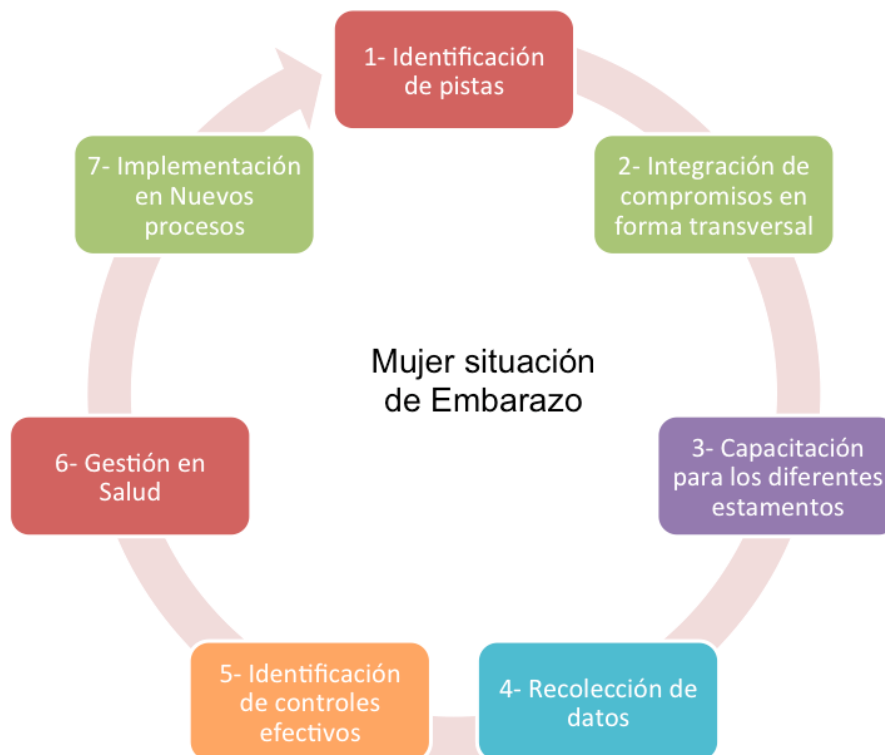 1- Identificación
de pistas
2- Integración de
compromisos en
forma transversal
3- Capacitación
para los diferentes
estamentos
4- Recolección de
datos
5- Identificación
de controles
efectivos
6- Gestión en
Salud
7- Implementación
en Nuevos
procesos
Mujer situación
de Embarazo